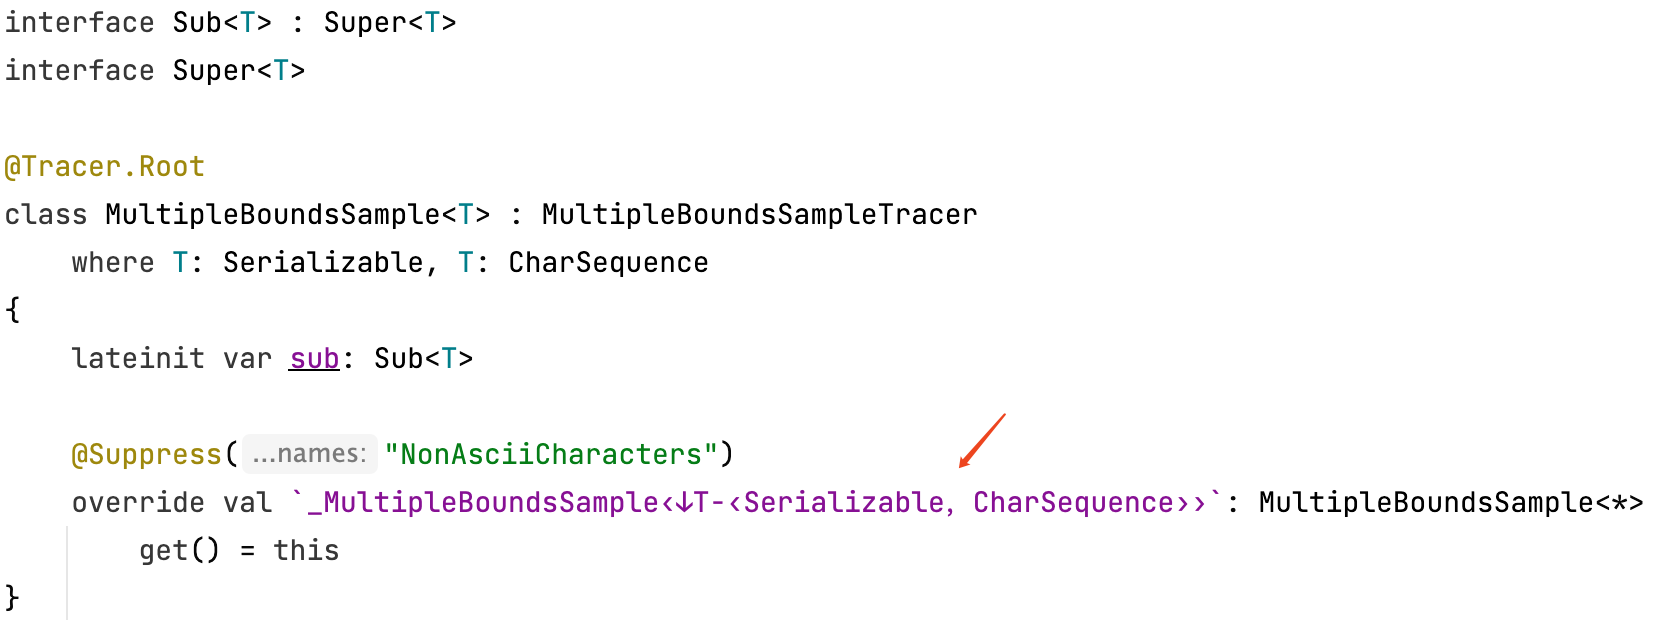 interface Sub<T> : Super<T>
interface Super<T>
@Tracer.Root
class MultipleBoundsSample<T> : MultipleBoundsSampleTracer
where T: Serializable, T: CharSequence
{
lateinit var sub: Sub<T>
@Suppress( ...names: "NonAsciiCharacters")
override val `_MultipleBoundsSample‹↓T-‹Serializable, CharSequence››`: MultipleBoundsSample<*>
get() = this
}